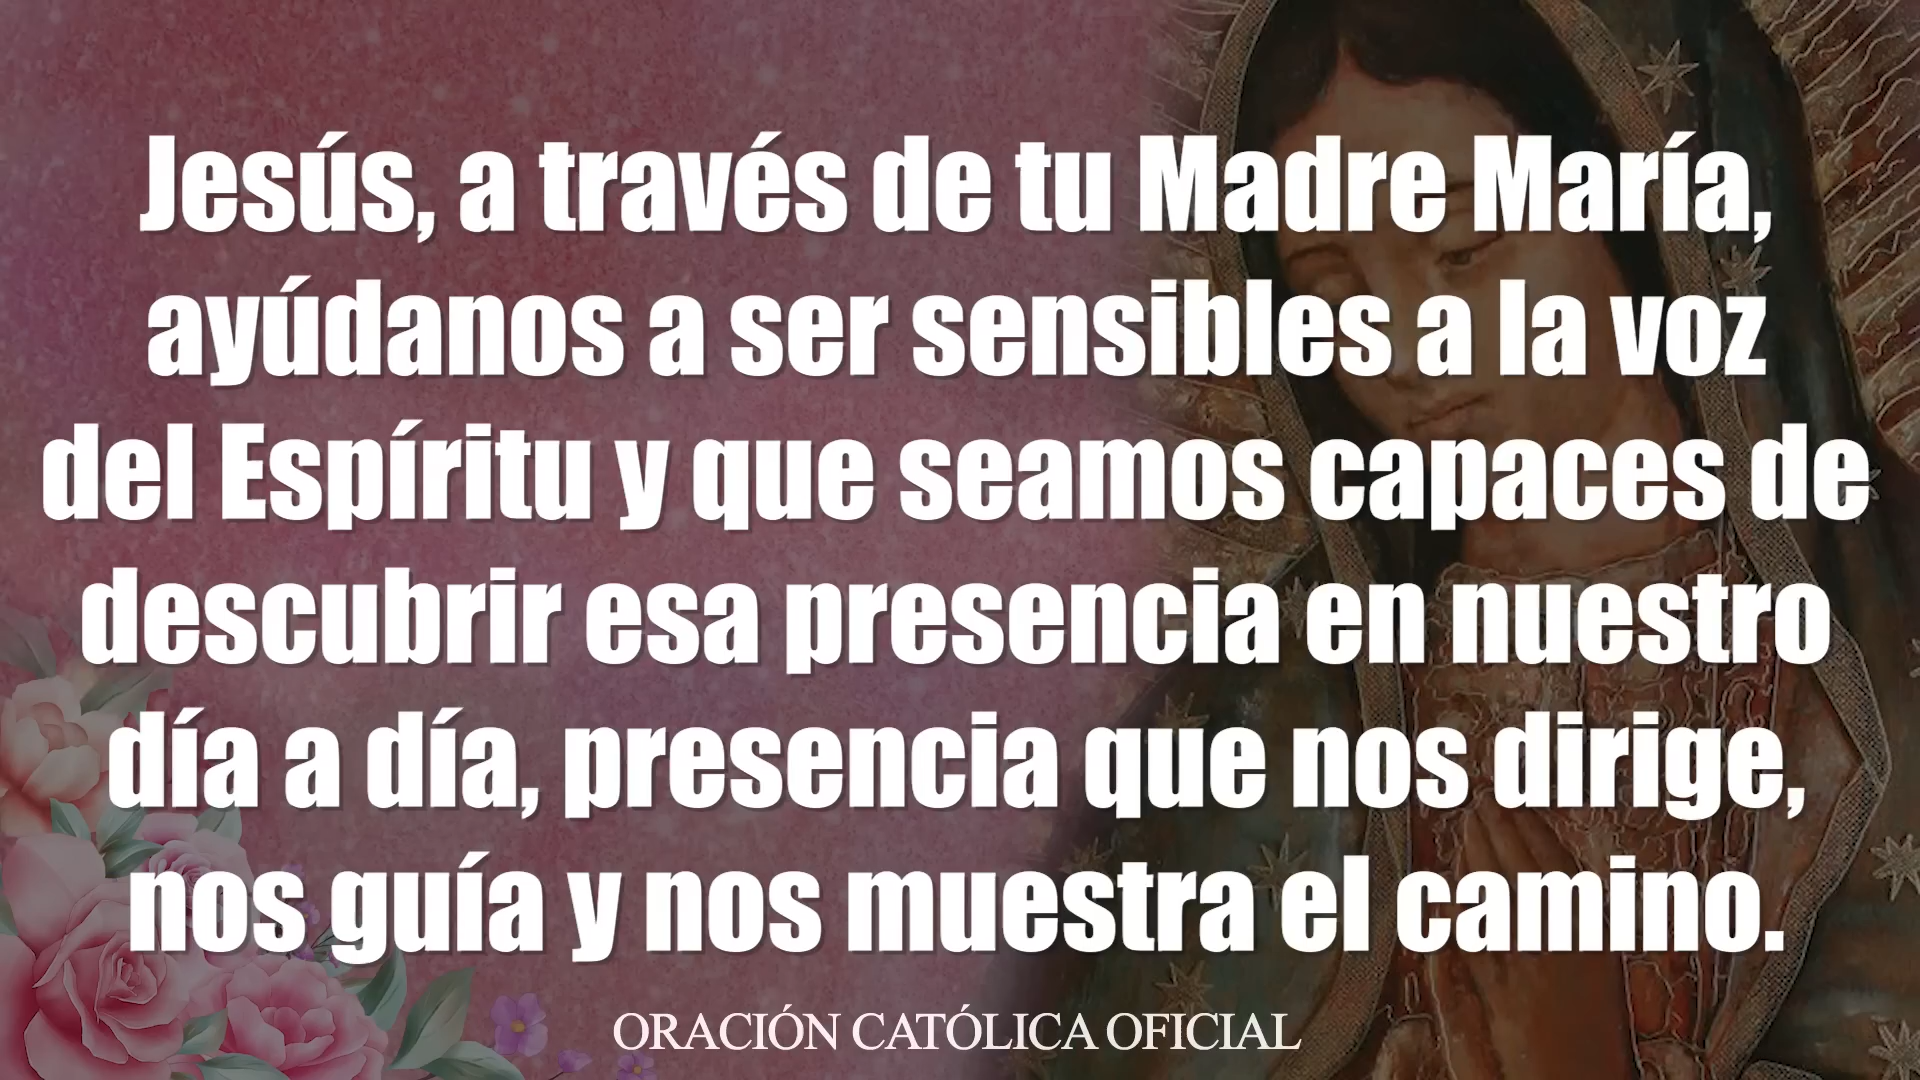 Jesús, a través de tu Madre María,
ayúdanos a ser sensibles a la voz
del Espíritu y que seamos capaces de
descubrir esa presencia en nuestro
día a día, presencia que nos dirige,
nos guía y nos muestra el camino.
ORACIÓN CATÓLICA OFICIAL